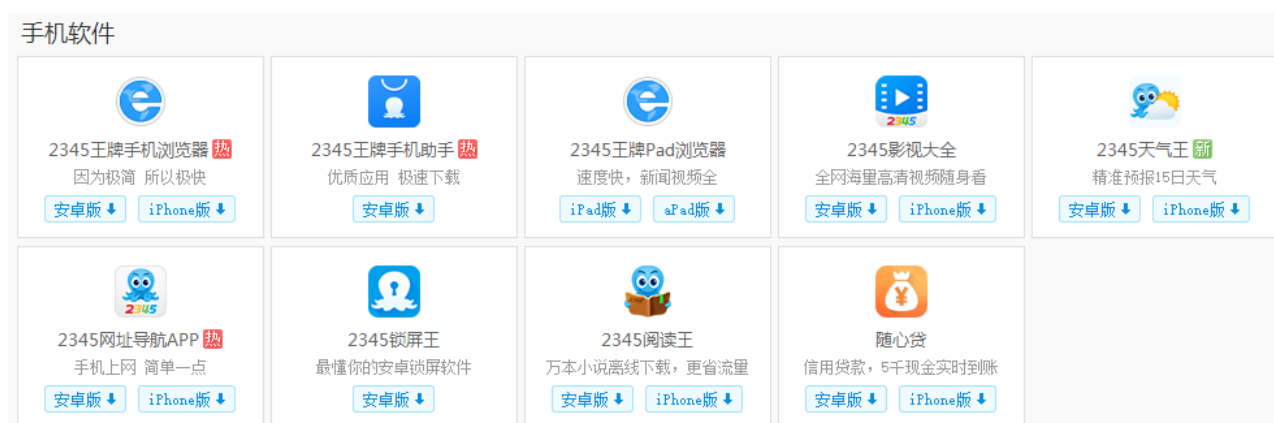 手机软件
2345王牌手机浏览器 热
因为极简 所以极快
安卓版 iPhone版
2345王牌手机助手 热
优质应用 极速下载
安卓版
2345王牌Pad浏览器
速度快，新闻视频全
iPad版 aPad版
2345
2345影视大全
全网海量高清视频随身看
安卓版 iPhone版
2345天气王 新
精准预报15日天气
安卓版 iPhone版
2345
2345网址导航APP 热
手机上网 简单一点
安卓版 iPhone版
2345锁屏王
最懂你的安卓锁屏软件
安卓版
2345阅读王
万本小说离线下载，更省流量
安卓版 iPhone版
¥
随心贷
信用贷款，5千现金实时到账
安卓版 iPhone版